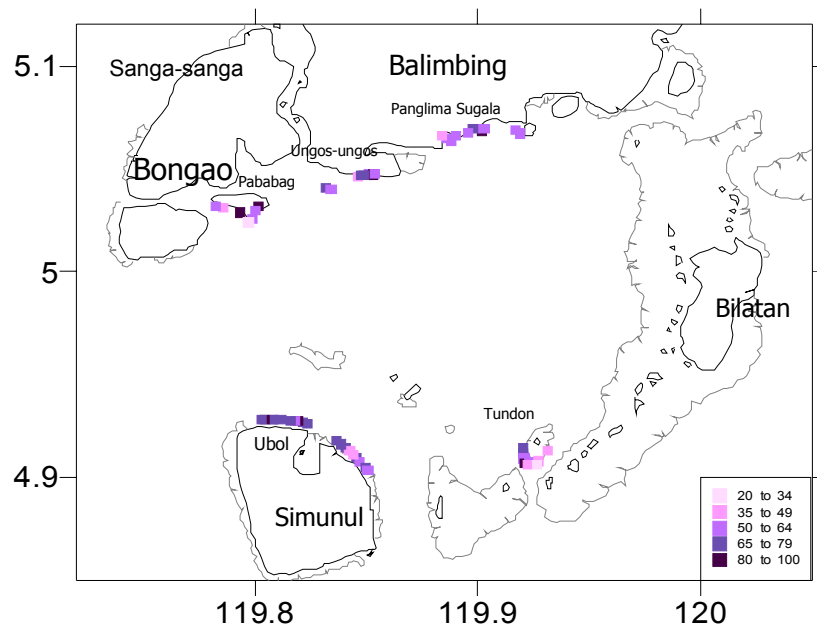 5.1
Sanga-sanga
Balimbing
Panglima Sugala
Ungos-ungos
Bongao
Pababag
5
Bilatan
Tundon
Ubol
4.9
Simunul
20 to 34
35 to 49
50 to 64
65 to 79
80 to 100
119.8
119.9
120